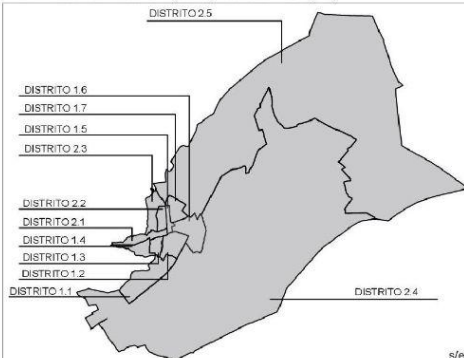 DISTRITO 2.5
DISTRITO 1.6
DISTRITO 1.7
DISTRITO 1.5
DISTRITO 2.3
DISTRITO 2.2
DISTRITO 2.1
DISTRITO 1.4
DISTRITO 1.3
DISTRITO 1.2
DISTRITO 1.1
DISTRITO 2.4
s/e